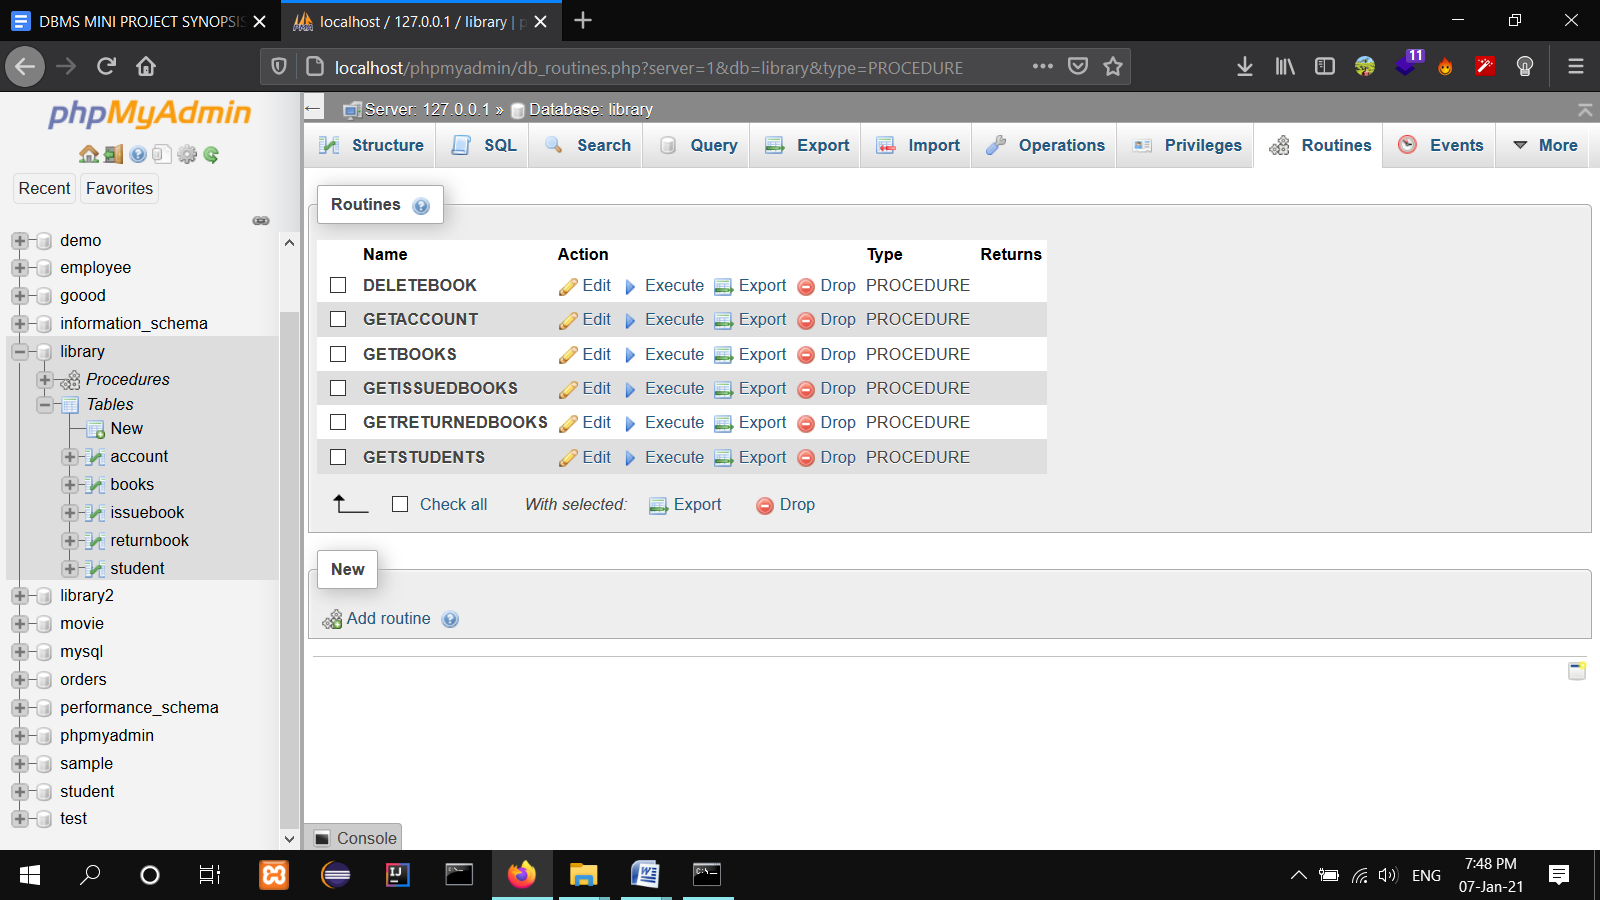 DBMS MINI PROJECT SYNOPSIS
localhost / 127.0.0.1 / library | p
localhost/phpmyadmin/db_routines.php?server=1&db=library&type=PROCEDURE
11
phpMyAdmin
Recent
Favorites
demo
employee
goood
information_schema
library
Procedures
Tables
New
account
books
issuebook
returnbook
student
library2
movie
mysql
orders
performance_schema
phpmyadmin
sample
student
test
Server: 127.0.0.1 » Database: library
Structure SQL Search Query Export Import Operations Privileges Routines Events More
Routines
Name Action Type Returns
DELETEBOOK Edit Execute Export Drop PROCEDURE
GETACCOUNT Edit Execute Export Drop PROCEDURE
GETBOOKS Edit Execute Export Drop PROCEDURE
GETISSUEDBOOKS Edit Execute Export Drop PROCEDURE
GETRETURNEDBOOKS Edit Execute Export Drop PROCEDURE
GETSTUDENTS Edit Execute Export Drop PROCEDURE
Check all With selected: Export Drop
New
Add routine
Console
ENG
7:48 PM
07-Jan-21